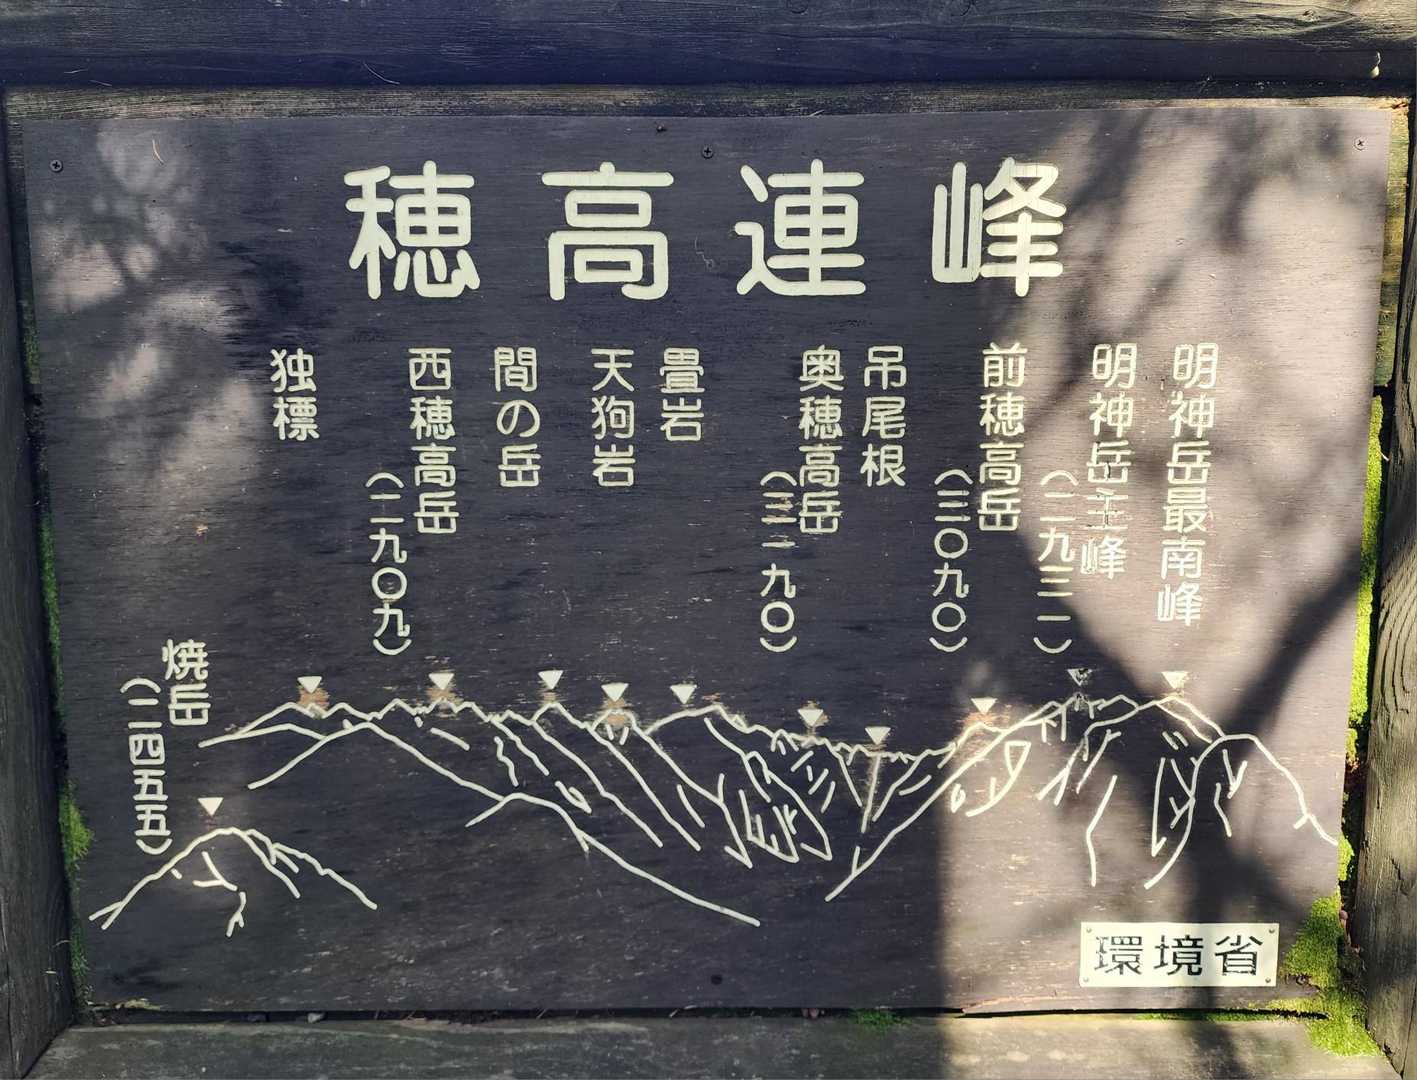 穂高連峰
明神岳最南峰
明神岳主峰
(二九三一)
前穂高岳
(三〇九〇)
吊尾根
奥穂高岳
(三一九〇)
畳岩
天狗岩
間の岳
西穂高岳
(二九〇九)
独標
焼岳
(二四五五)
環境省